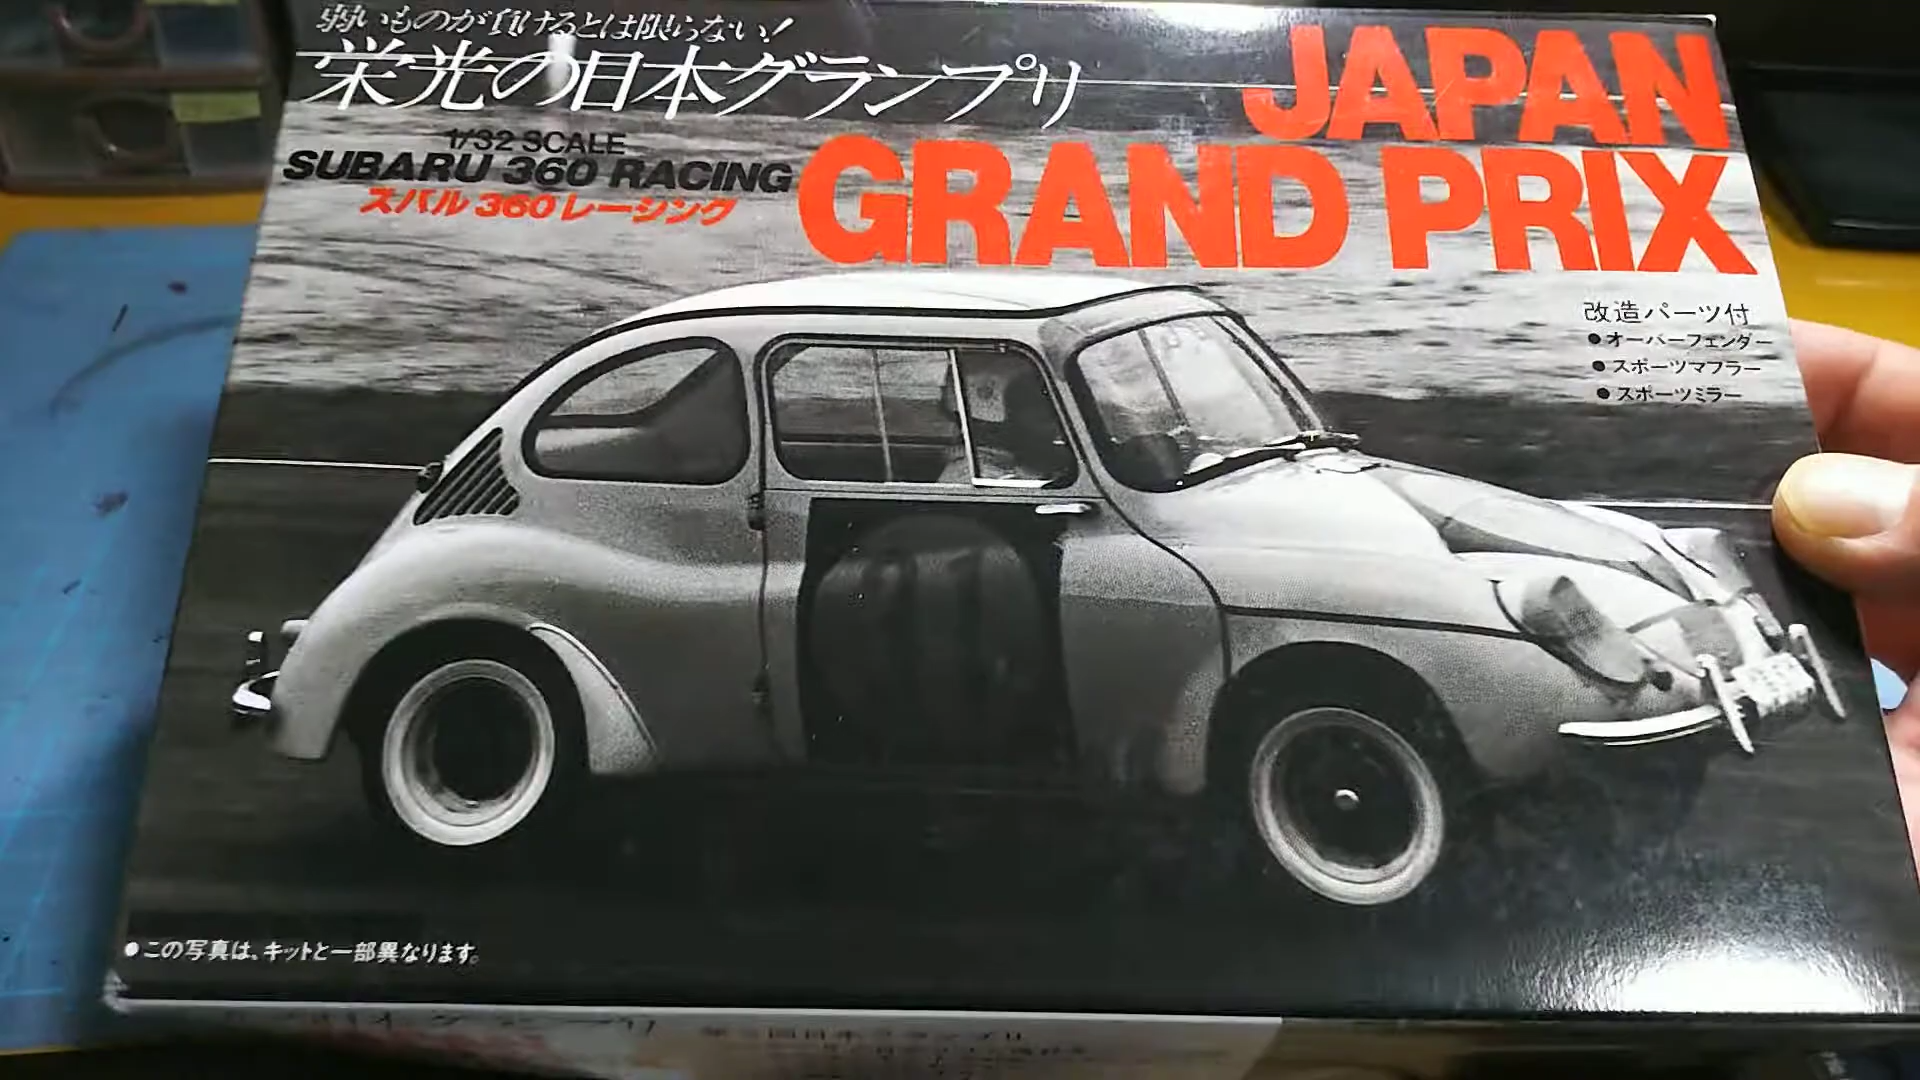 弱いものが負けるとは限らない!
栄光の日本グランプリ
JAPAN
GRAND PRIX
1/32 SCALE
SUBARU 360 RACING
スバル360レーシング
改造パーツ付
●オーバーフェンダー
●スポーツマフラー
●スポーツミラー
●この写真は、キットと一部異なります。